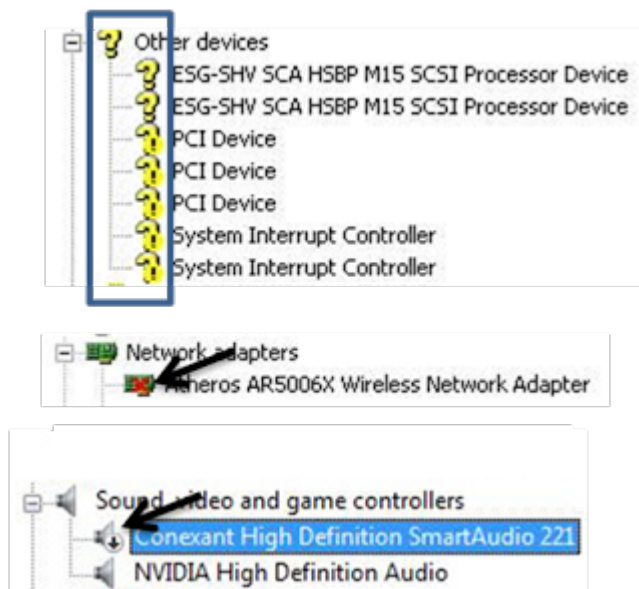 Other devices
ESG-SHV SCA HSBP M15 SCSI Processor Device
ESG-SHV SCA HSBP M15 SCSI Processor Device
PCI Device
PCI Device
PCI Device
System Interrupt Controller
System Interrupt Controller
Network adapters
Atheros AR5006X Wireless Network Adapter
Sound, video and game controllers
Conexant High Definition SmartAudio 221
NVIDIA High Definition Audio